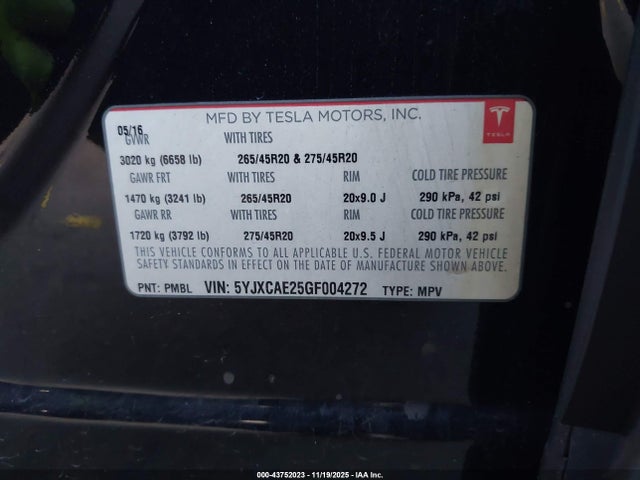 MFD BY TESLA MOTORS, INC.
TESLA
05/16
GVWR WITH TIRES
3020 kg (6658 lb) 265/45R20 & 275/45R20
GAWR FRT WITH TIRES RIM COLD TIRE PRESSURE
1470 kg (3241 lb) 265/45R20 20x9.0 J 290 kPa, 42 psi
GAWR RR WITH TIRES RIM COLD TIRE PRESSURE
1720 kg (3792 lb) 275/45R20 20x9.5 J 290 kPa, 42 psi
THIS VEHICLE CONFORMS TO ALL APPLICABLE U.S. FEDERAL MOTOR VEHICLE
SAFETY STANDARDS IN EFFECT ON THE DATE OF MANUFACTURE SHOWN ABOVE.
PNT: PMBL VIN: 5YJXCAE25GF004272 TYPE: MPV
000-43752023 - 11/19/2025 - IAA Inc.